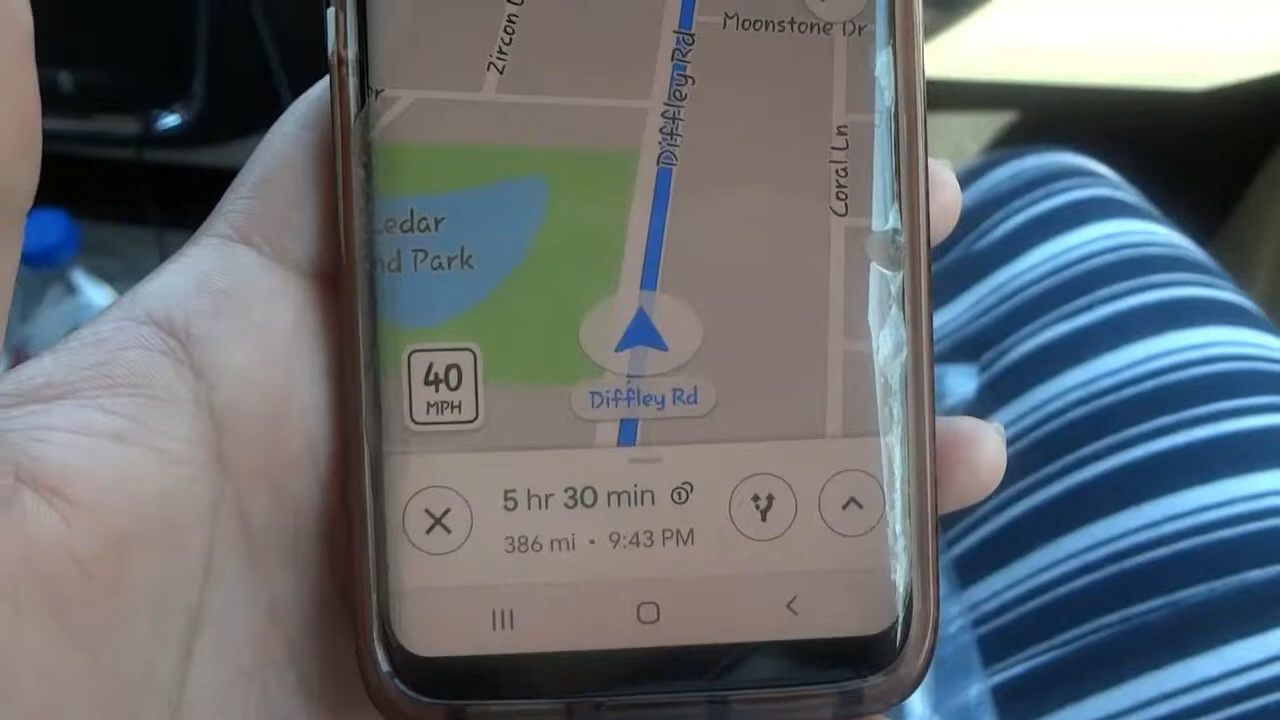 Zircon
Diffley Rd
Moonstone Dr
Coral Ln
edar
nd Park
40
MPH
Diffley Rd
5 hr 30 min
386 mi • 9:43 PM